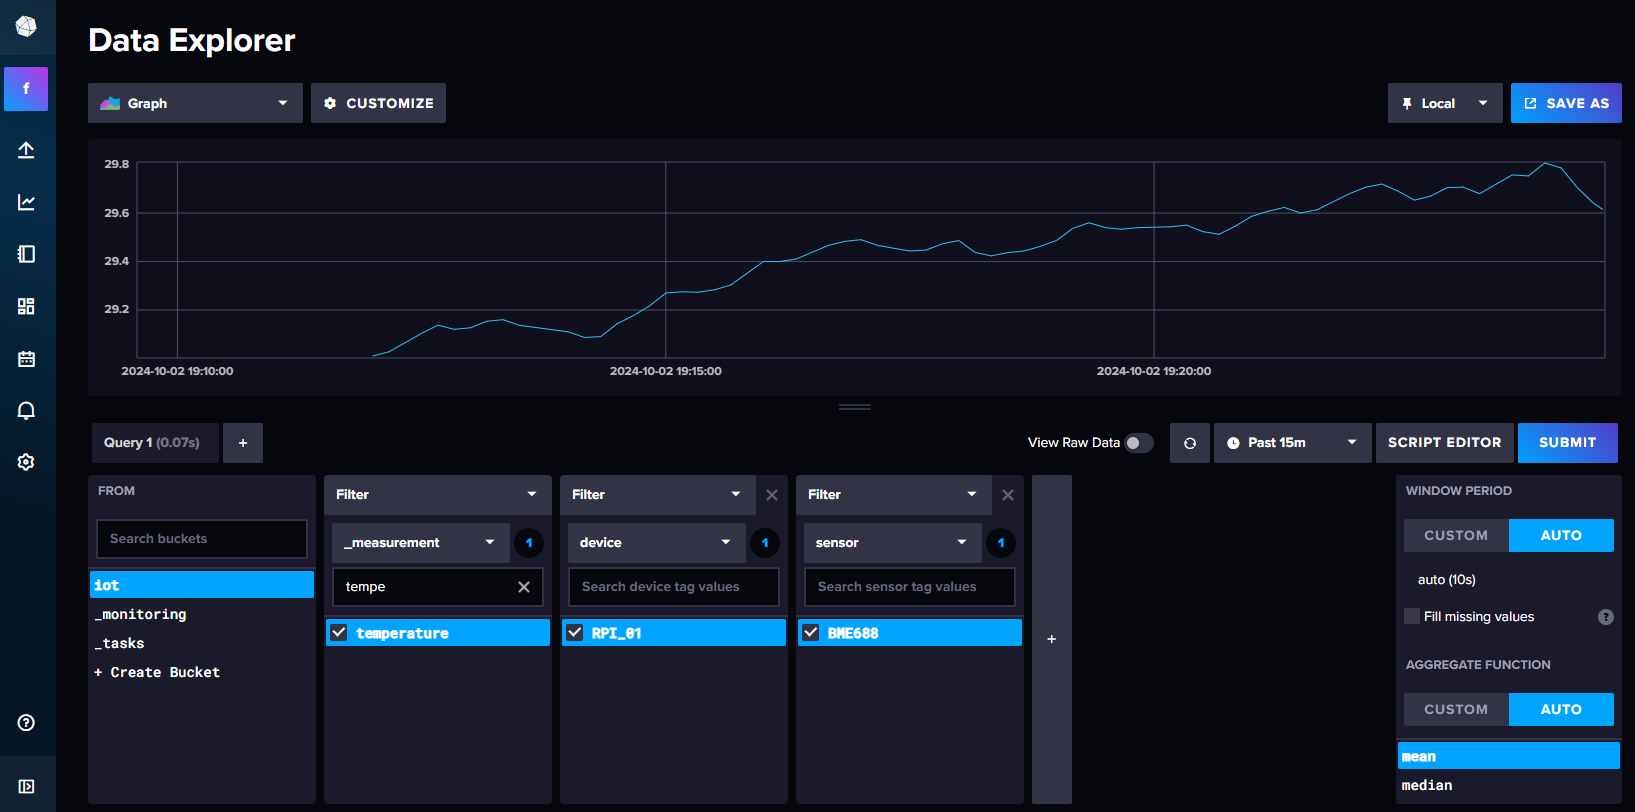 Data Explorer
f
Graph
CUSTOMIZE
Local
SAVE AS
29.8
29.6
29.4
29.2
2024-10-02 19:10:00
2024-10-02 19:15:00
2024-10-02 19:20:00
Query 1 (0.07s)
+
View Raw Data
Past 15m
SCRIPT EDITOR
SUBMIT
FROM
Search buckets
iot
_monitoring
_tasks
+ Create Bucket
Filter
_measurement
1
tempe
temperature
Filter
device
1
Search device tag values
RPI_01
Filter
sensor
1
Search sensor tag values
BME688
+
WINDOW PERIOD
CUSTOM
AUTO
auto (10s)
Fill missing values
?
AGGREGATE FUNCTION
CUSTOM
AUTO
mean
median